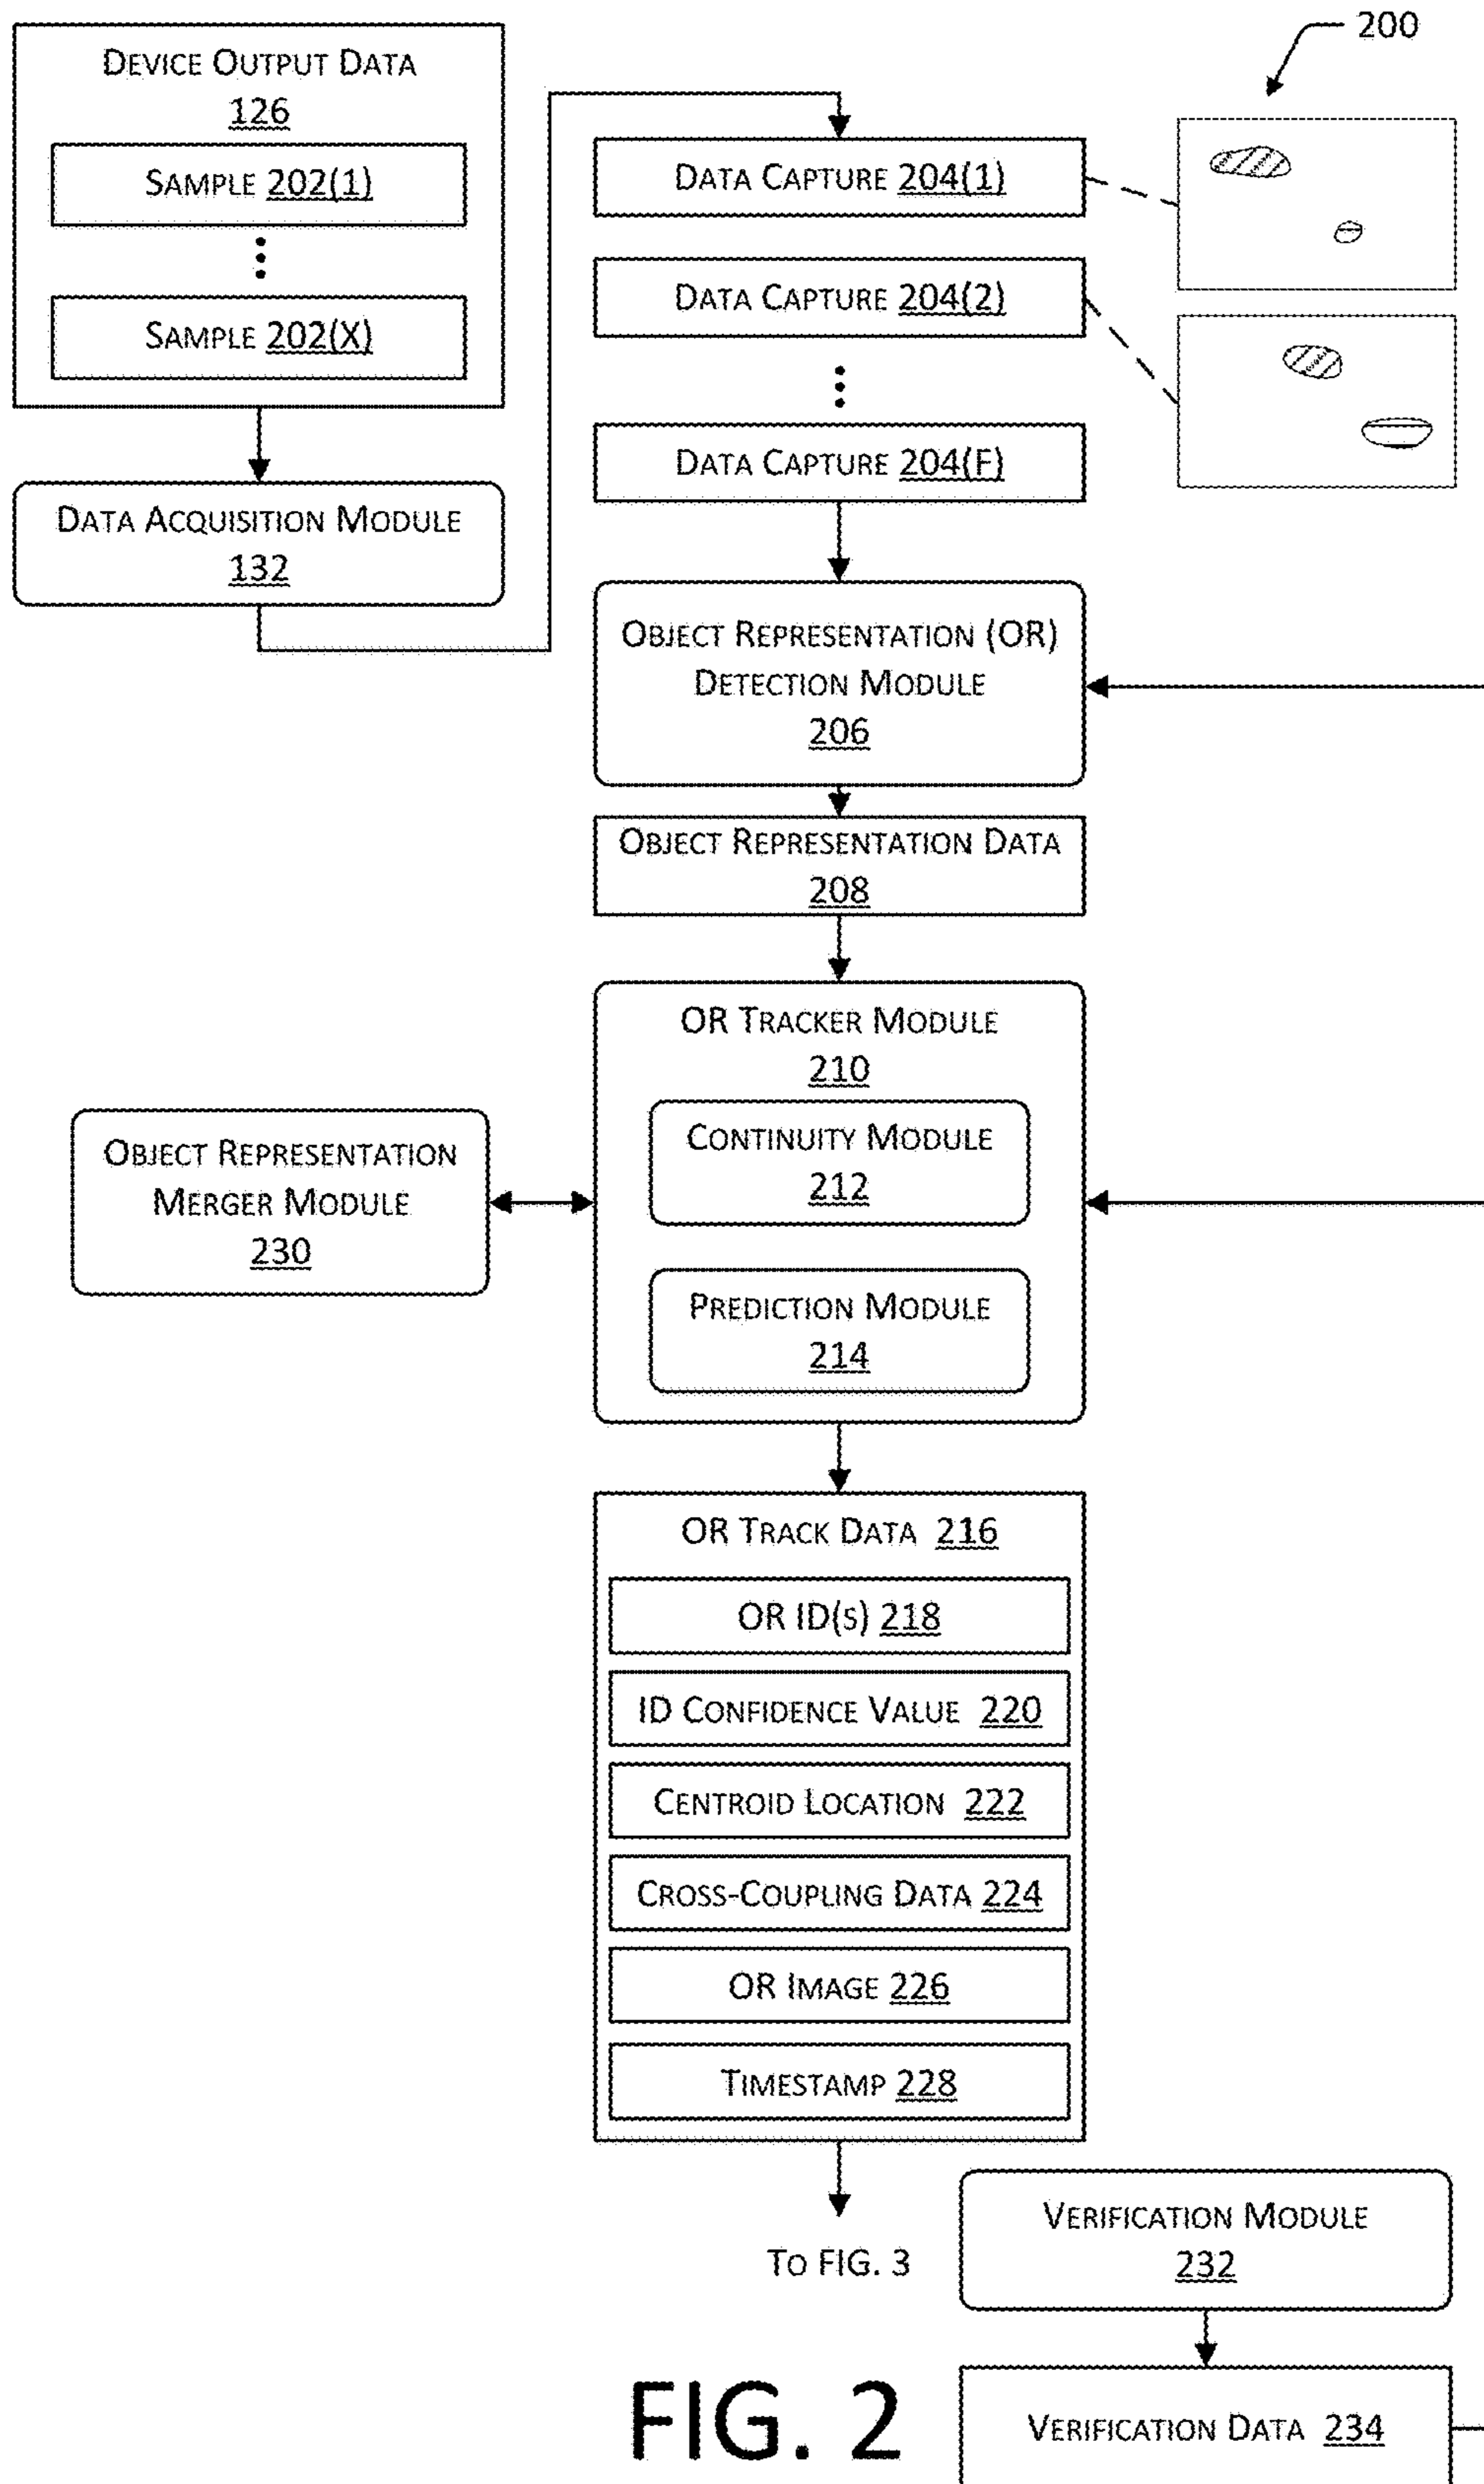 200
DEVICE OUTPUT DATA
126
SAMPLE 202(1)
SAMPLE 202(X)
DATA ACQUISITION MODULE
132
DATA CAPTURE 204(1)
DATA CAPTURE 204(2)
DATA CAPTURE 204(F)
OBJECT REPRESENTATION (OR)
DETECTION MODULE
206
OBJECT REPRESENTATION DATA
208
OR TRACKER MODULE
210
CONTINUITY MODULE
212
PREDICTION MODULE
214
OBJECT REPRESENTATION
MERGER MODULE
230
OR TRACK DATA 216
OR ID(S) 218
ID CONFIDENCE VALUE 220
CENTROID LOCATION 222
CROSS-COUPLING DATA 224
OR IMAGE 226
TIMESTAMP 228
TO FIG. 3
VERIFICATION MODULE
232
VERIFICATION DATA 234
FIG. 2